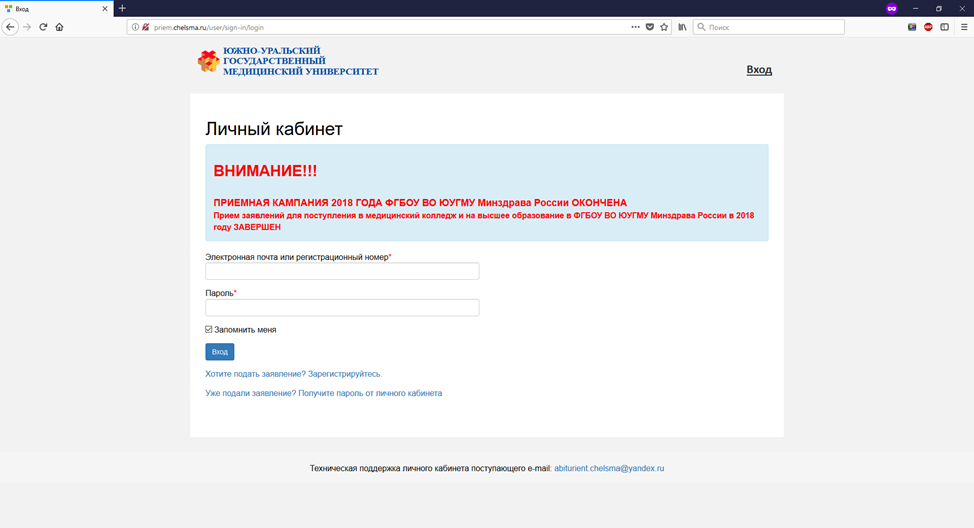 Вход
priem.chelsma.ru/user/sign-in/login
Поиск
ЮЖНО-УРАЛЬСКИЙ
ГОСУДАРСТВЕННЫЙ
МЕДИЦИНСКИЙ УНИВЕРСИТЕТ
Вход
Личный кабинет
ВНИМАНИЕ!!!
ПРИЕМНАЯ КАМПАНИЯ 2018 ГОДА ФГБОУ ВО ЮУГМУ Минздрава России ОКОНЧЕНА
Прием заявлений для поступления в медицинский колледж и на высшее образование в ФГБОУ ВО ЮУГМУ Минздрава России в 2018
году ЗАВЕРШЕН
Электронная почта или регистрационный номер*
Пароль*
Запомнить меня
Вход
Хотите подать заявление? Зарегистрируйтесь.
Уже подали заявление? Получите пароль от личного кабинета
Техническая поддержка личного кабинета поступающего e-mail: abiturient.chelsma@yandex.ru